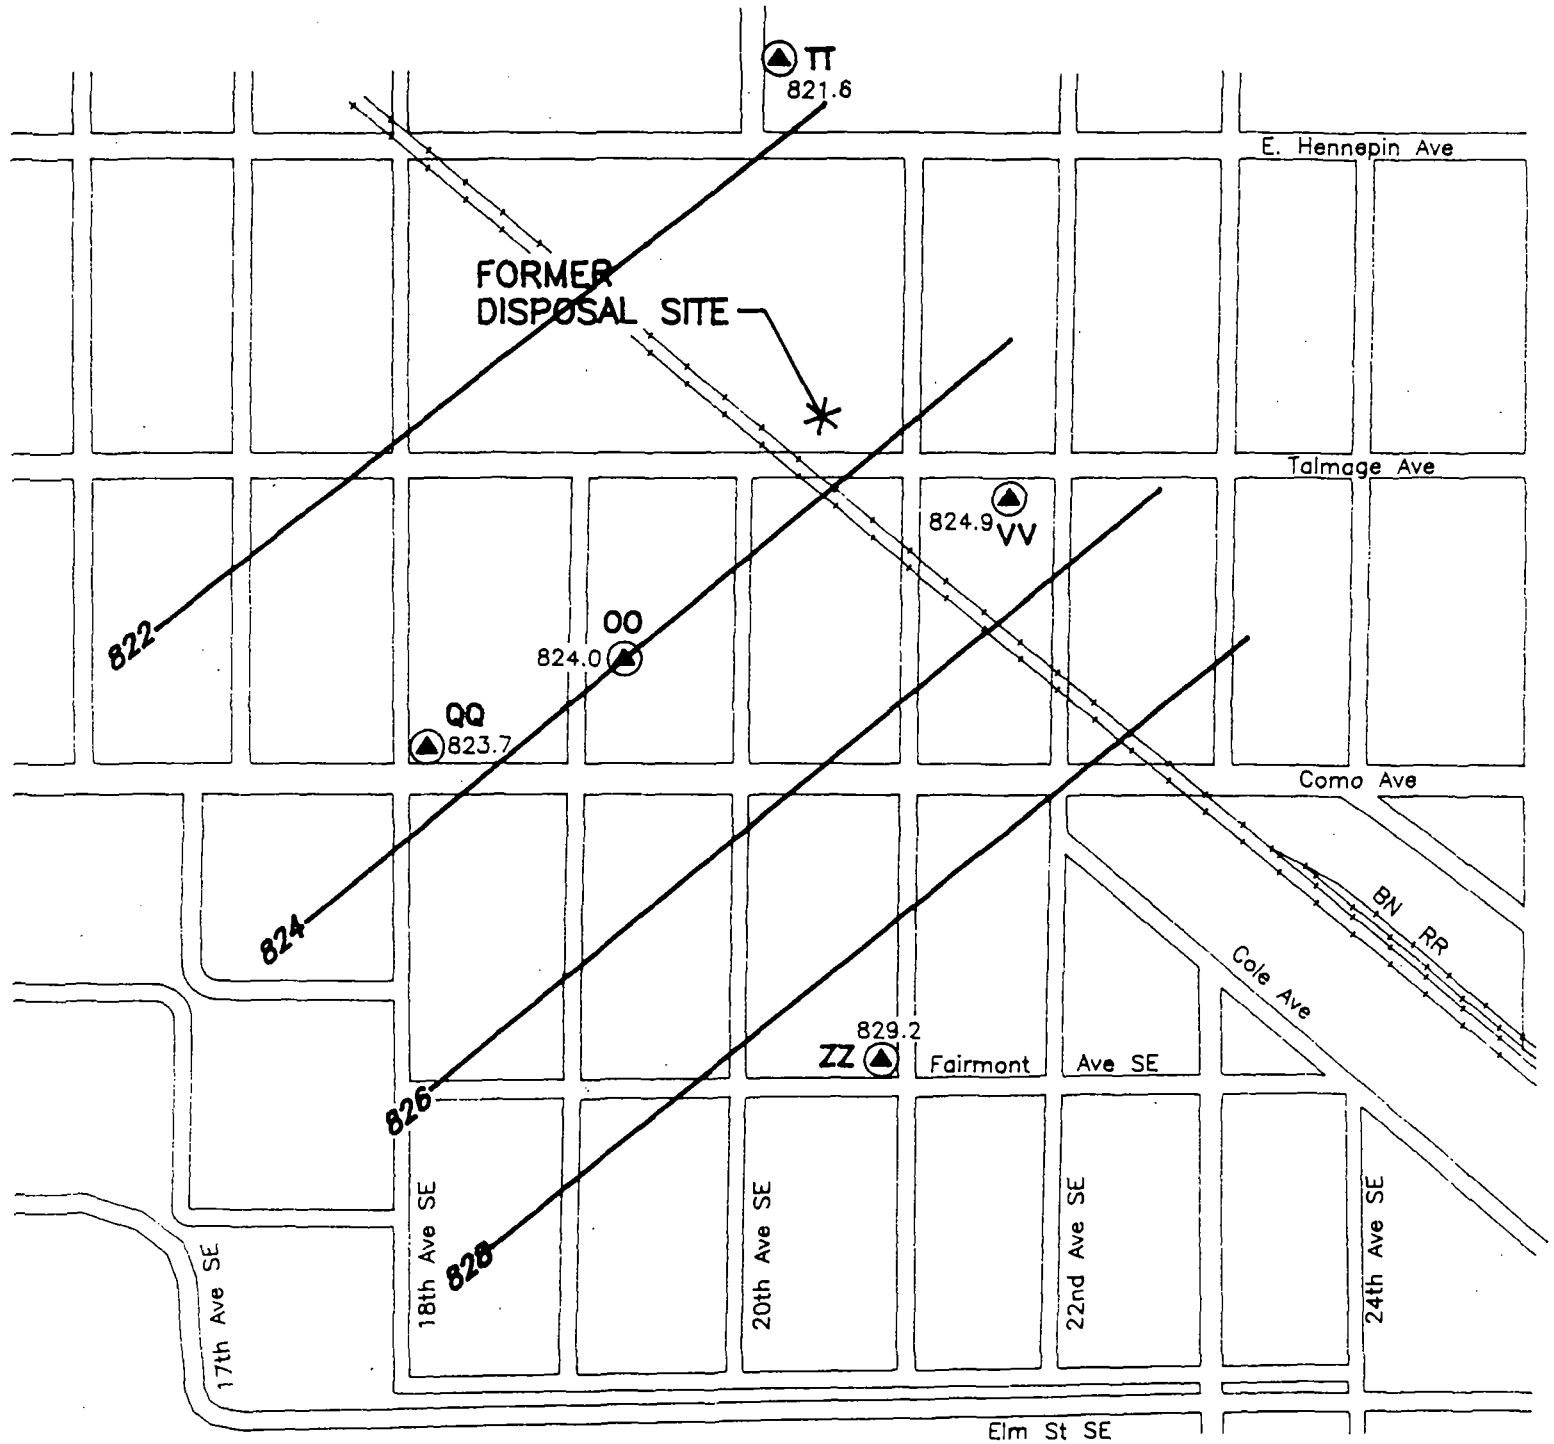 TT
821.6
E. Hennepin Ave
FORMER
DISPOSAL SITE
Talmage Ave
824.9
VV
822
OO
824.0
QQ
823.7
Como Ave
824
BN RR
Cole Ave
829.2
ZZ
Fairmont Ave SE
826
828
17th Ave SE
18th Ave SE
20th Ave SE
22nd Ave SE
24th Ave SE
Elm St SE